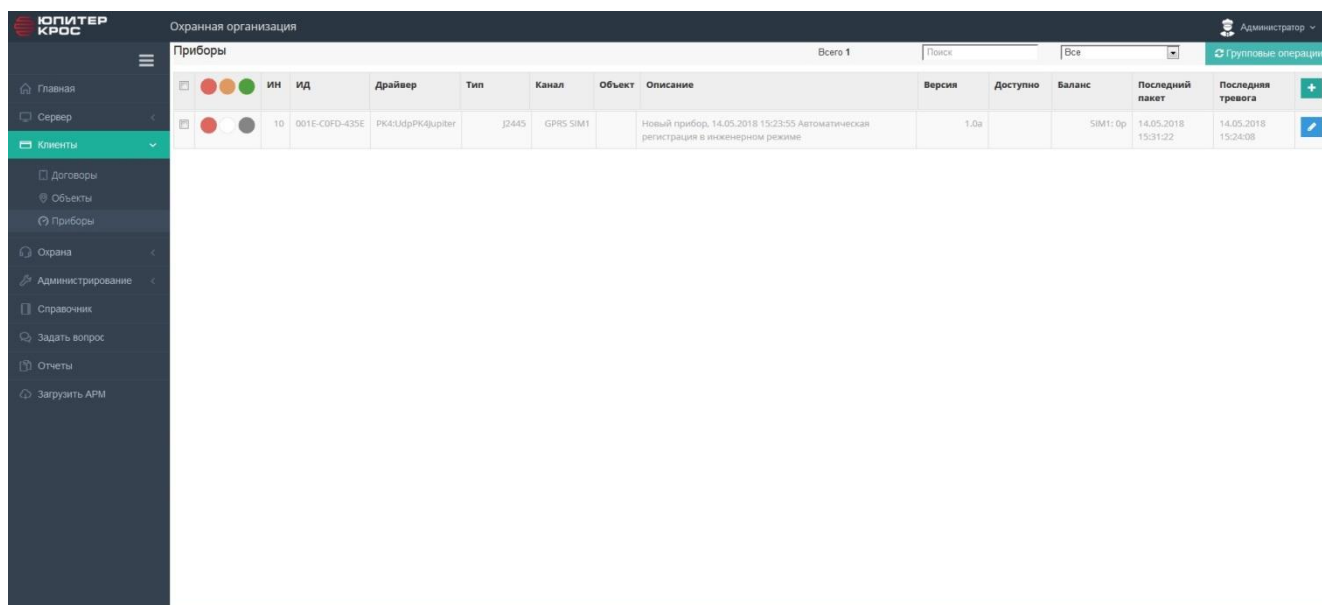 ЮПИТЕР
КРОС
Охранная организация
Администратор
Приборы
Всего 1
Поиск
Все
Групповые операции
Главная
Сервер
Клиенты
Договоры
Объекты
Приборы
Охрана
Администрирование
Справочник
Задать вопрос
Отчеты
Загрузить АРМ
ИН ИД Драйвер Тип Канал Объект Описание Версия Доступно Баланс Последний пакет Последняя тревога
10 001E-C0FD-435E PK4:UdpPK4Jupiter J2445 GPRS SIM1 Новый прибор, 14.05.2018 15:23:55 Автоматическая 1.0a SIM1: 0р 14.05.2018 14.05.2018
регистрация в инженерном режиме 15:31:22 15:24:08